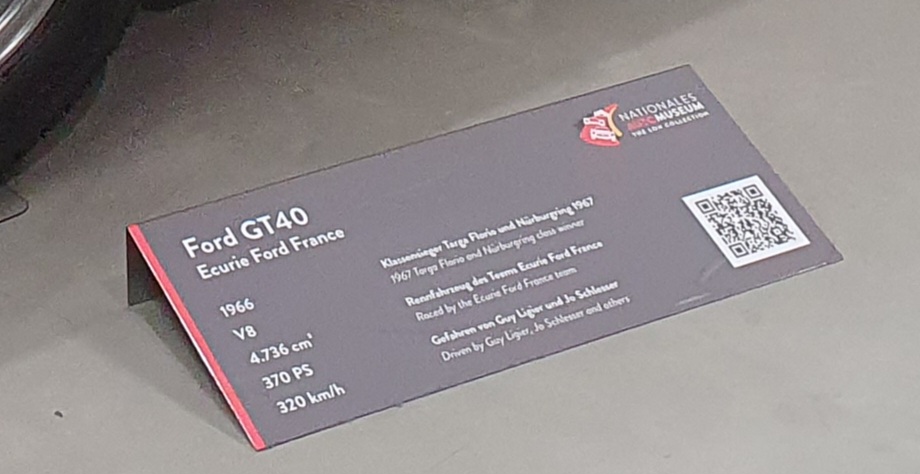 NATIONALES
AUTOMUSEUM
THE LOH COLLECTION
Ford GT40
Ecurie Ford France
1966
V8
4.736 cm³
370 PS
320 km/h
Klassensieger Targa Florio und Nürburgring 1967
1967 Targa Florio and Nürburgring class winner
Rennfahrzeug des Teams Ecurie Ford France
Raced by the Ecurie Ford France team
Gefahren von Guy Ligier und Jo Schlesser
Driven by Guy Ligier, Jo Schlesser and others